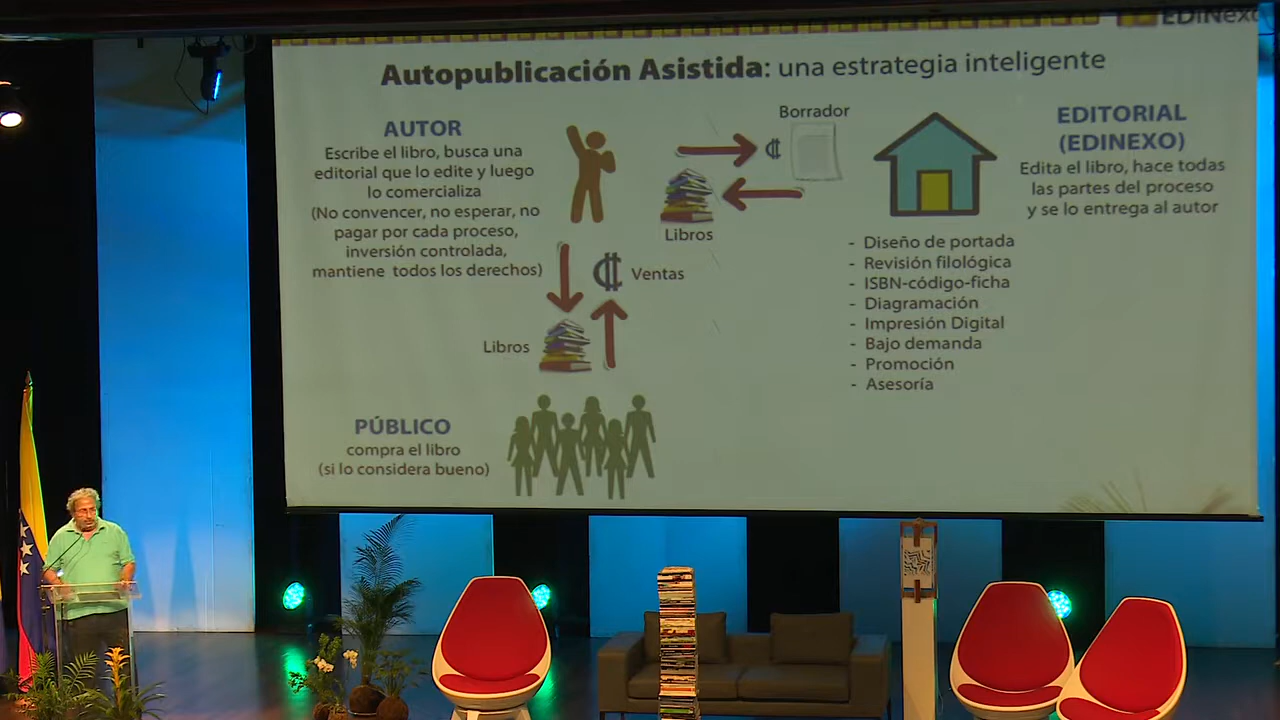 EDiNexo
Autopublicación Asistida: una estrategia inteligente
AUTOR
Escribe el libro, busca una
editorial que lo edite y luego
lo comercializa
(No convencer, no esperar, no
pagar por cada proceso,
inversión controlada,
mantiene todos los derechos)
Borrador
₡
Libros
EDITORIAL
(EDINEXO)
Edita el libro, hace todas
las partes del proceso
y se lo entrega al autor
- Diseño de portada
- Revisión filológica
- ISBN-código-ficha
- Diagramación
- Impresión Digital
- Bajo demanda
- Promoción
- Asesoría
₡ Ventas
Libros
PÚBLICO
compra el libro
(si lo considera bueno)